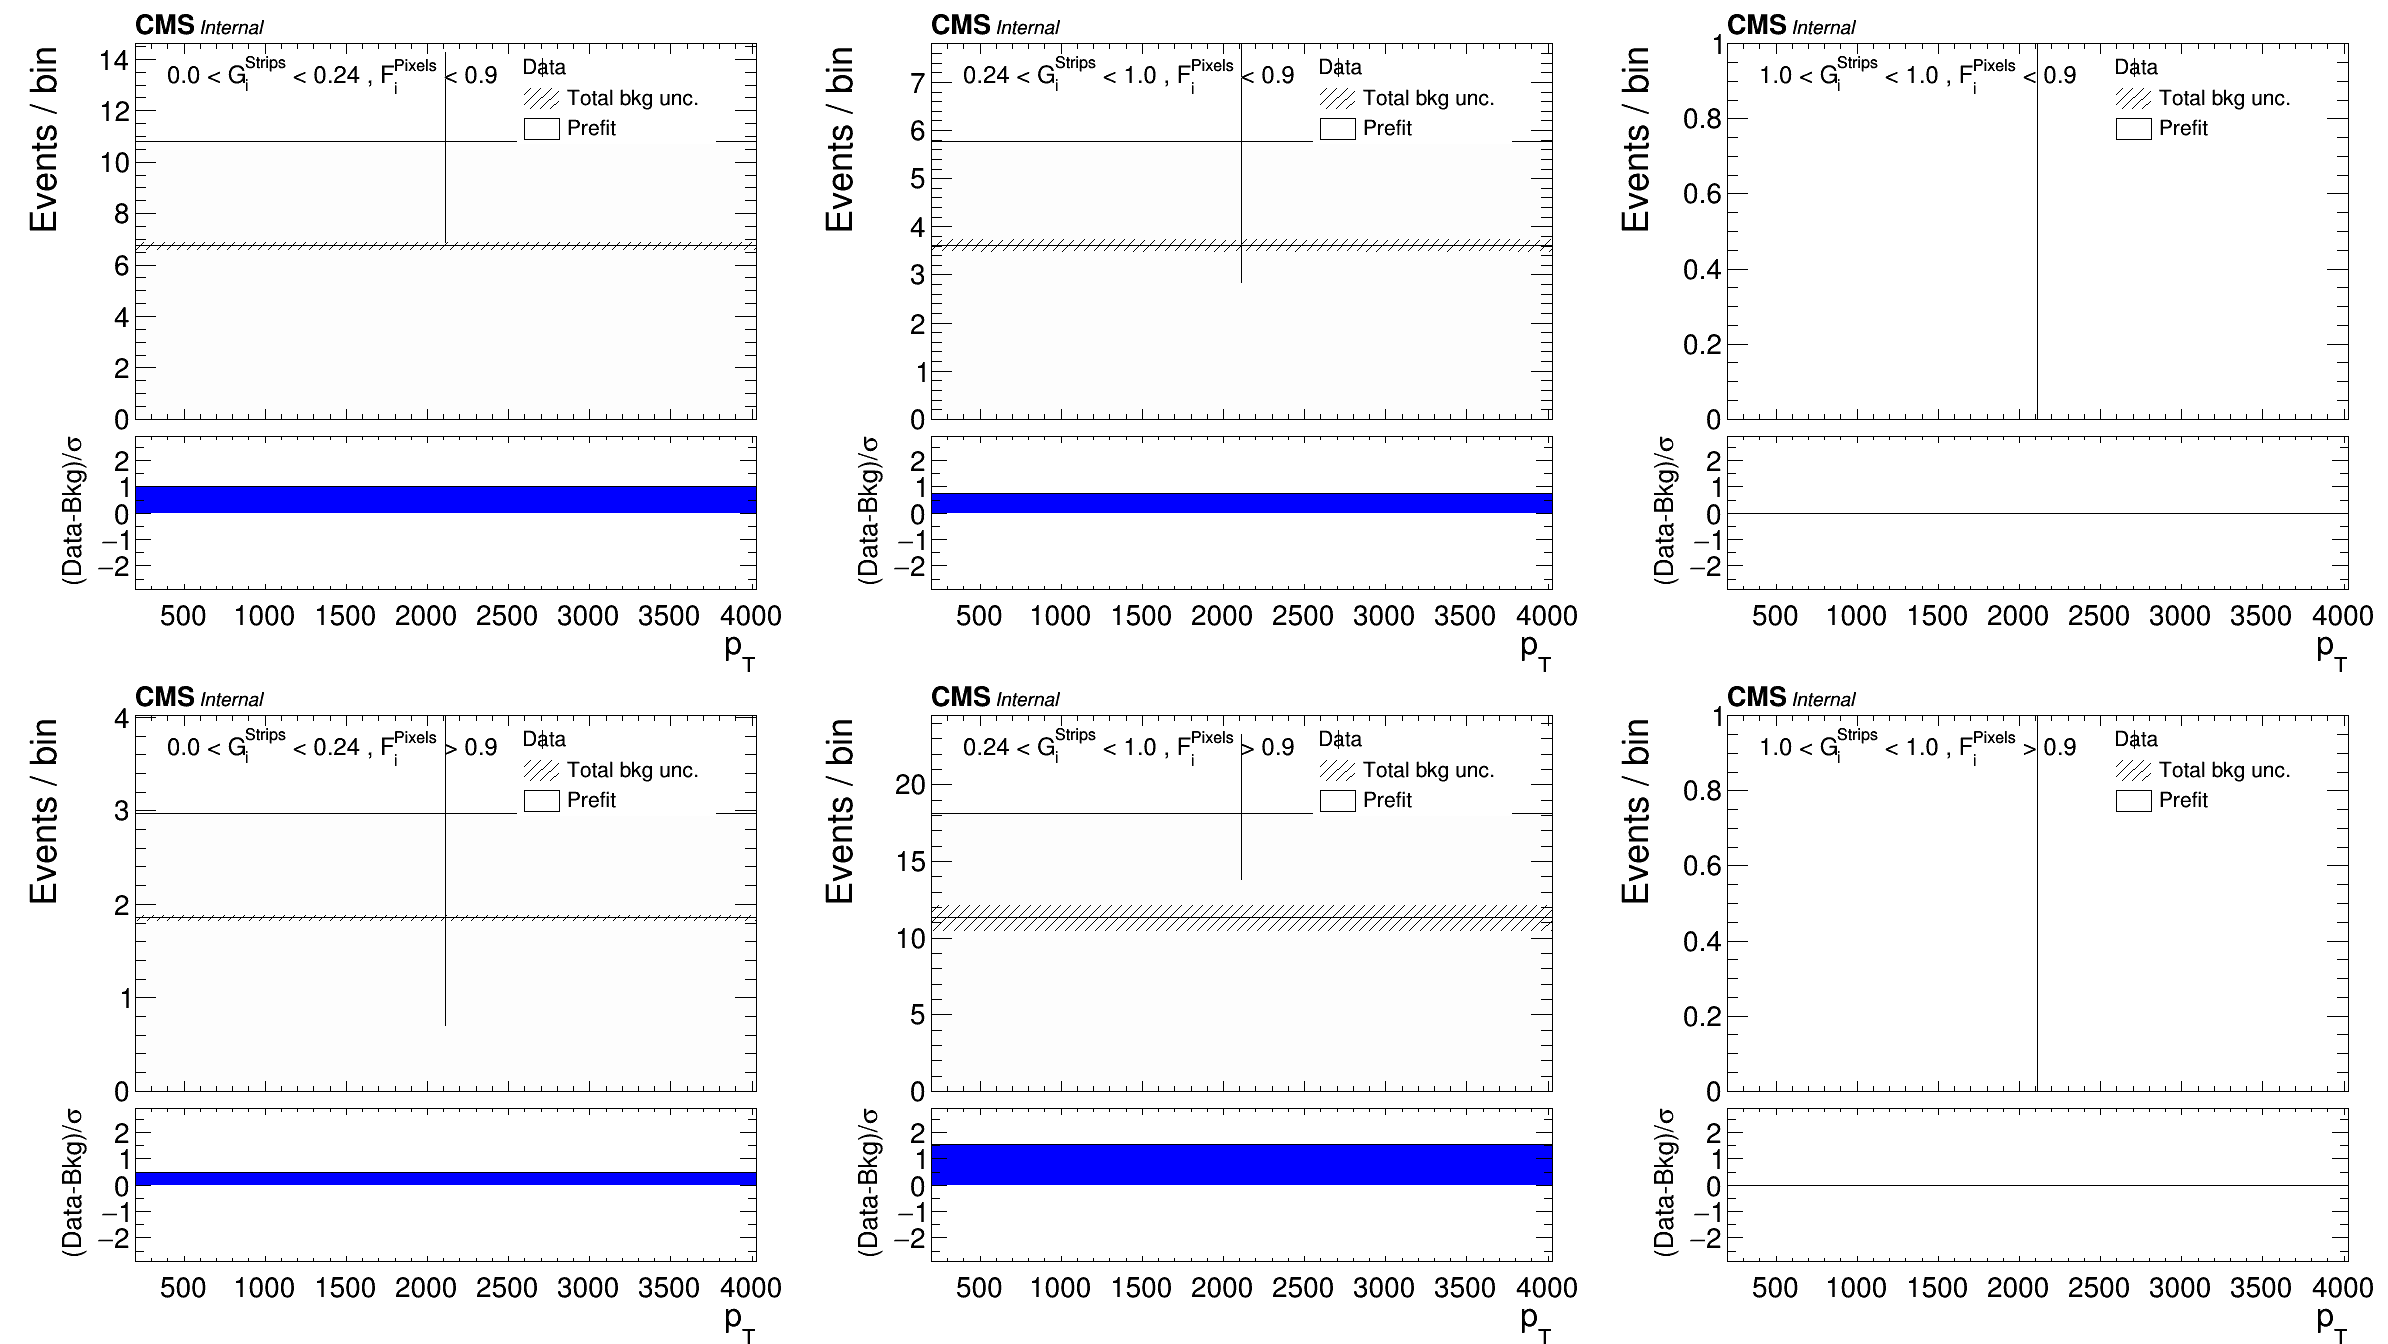 CMS Internal
Events / bin
0.0 < G_i^Strips < 0.24 , F_i^Pixels < 0.9
Data
Total bkg unc.
Prefit
14
12
10
8
6
4
2
0
(Data-Bkg)/σ
2
1
0
−1
−2
500 1000 1500 2000 2500 3000 3500 4000
p_T
CMS Internal
Events / bin
0.24 < G_i^Strips < 1.0 , F_i^Pixels < 0.9
Data
Total bkg unc.
Prefit
7
6
5
4
3
2
1
0
(Data-Bkg)/σ
2
1
0
−1
−2
500 1000 1500 2000 2500 3000 3500 4000
p_T
CMS Internal
Events / bin
1.0 < G_i^Strips < 1.0 , F_i^Pixels < 0.9
Data
Total bkg unc.
Prefit
1
0.8
0.6
0.4
0.2
0
(Data-Bkg)/σ
2
1
0
−1
−2
500 1000 1500 2000 2500 3000 3500 4000
p_T
CMS Internal
Events / bin
0.0 < G_i^Strips < 0.24 , F_i^Pixels > 0.9
Data
Total bkg unc.
Prefit
4
3
2
1
0
(Data-Bkg)/σ
2
1
0
−1
−2
500 1000 1500 2000 2500 3000 3500 4000
p_T
CMS Internal
Events / bin
0.24 < G_i^Strips < 1.0 , F_i^Pixels > 0.9
Data
Total bkg unc.
Prefit
20
15
10
5
0
(Data-Bkg)/σ
2
1
0
−1
−2
500 1000 1500 2000 2500 3000 3500 4000
p_T
CMS Internal
Events / bin
1.0 < G_i^Strips < 1.0 , F_i^Pixels > 0.9
Data
Total bkg unc.
Prefit
1
0.8
0.6
0.4
0.2
0
(Data-Bkg)/σ
2
1
0
−1
−2
500 1000 1500 2000 2500 3000 3500 4000
p_T